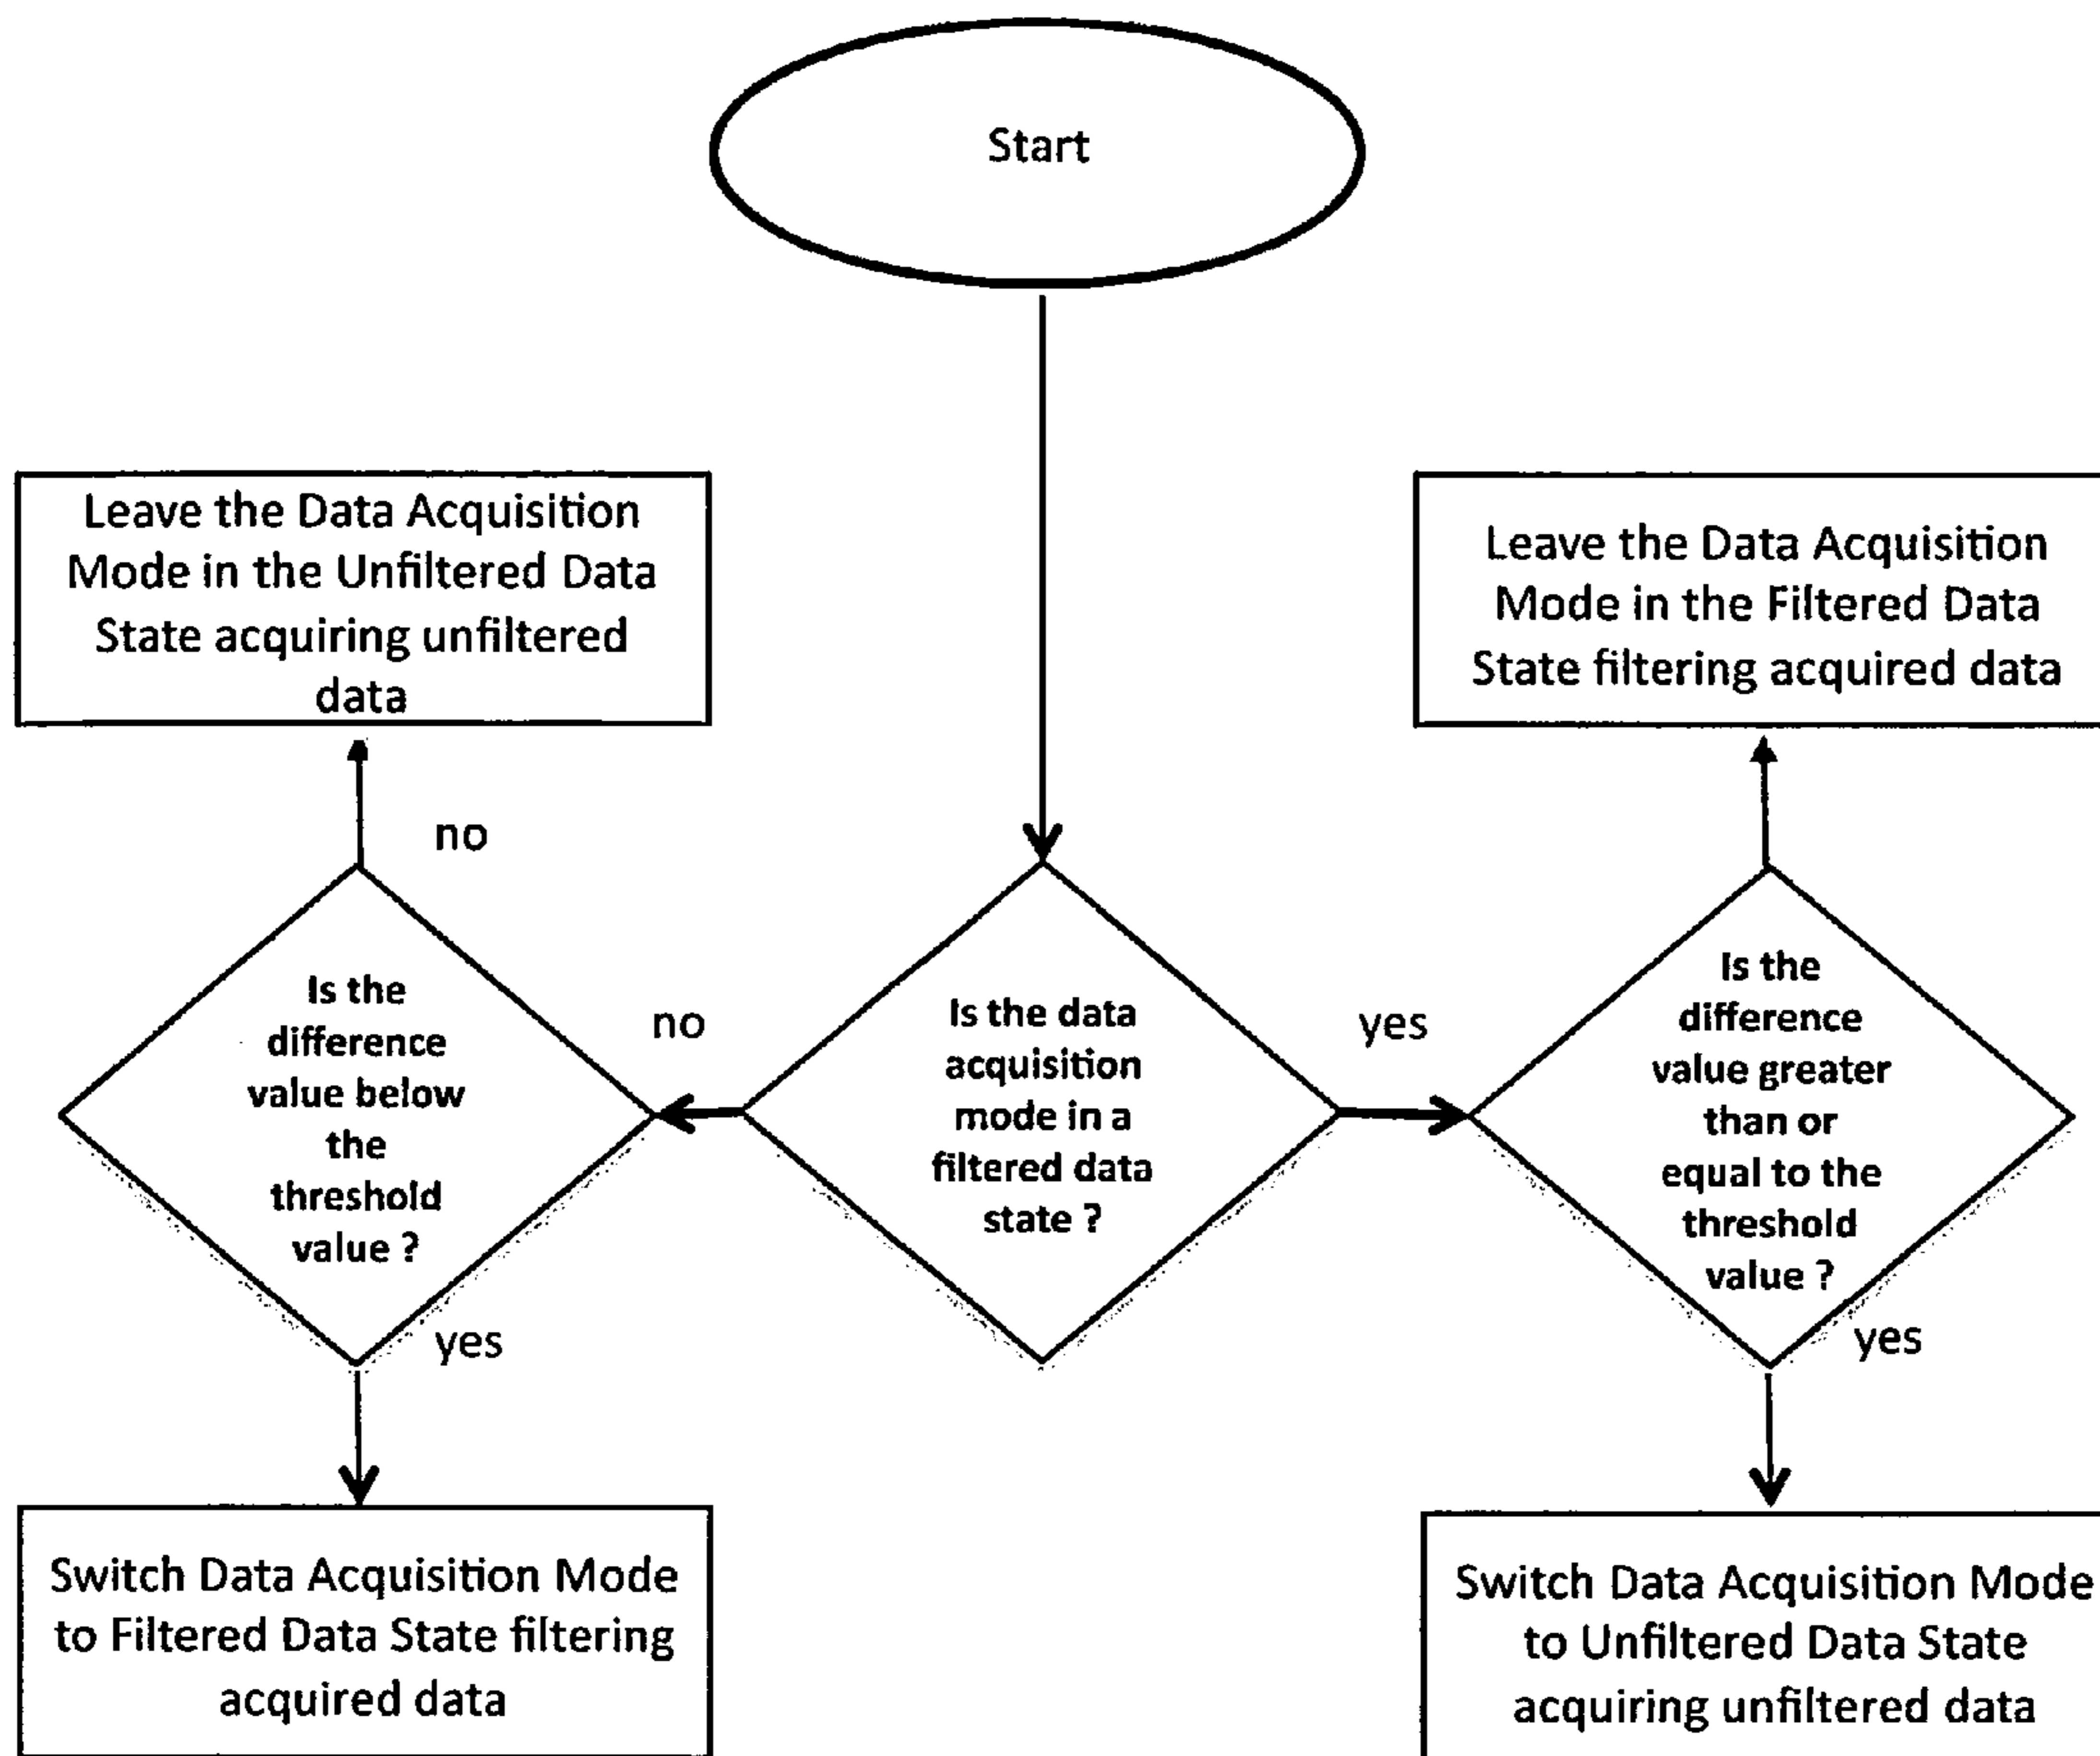 Start
Leave the Data Acquisition
Mode in the Unfiltered Data
State acquiring unfiltered
data
Leave the Data Acquisition
Mode in the Filtered Data
State filtering acquired data
no
Is the
difference
value below
the
threshold
value ?
no
Is the data
acquisition
mode in a
filtered data
state ?
yes
Is the
difference
value greater
than or
equal to the
threshold
value ?
yes
yes
Switch Data Acquisition Mode
to Filtered Data State filtering
acquired data
Switch Data Acquisition Mode
to Unfiltered Data State
acquiring unfiltered data